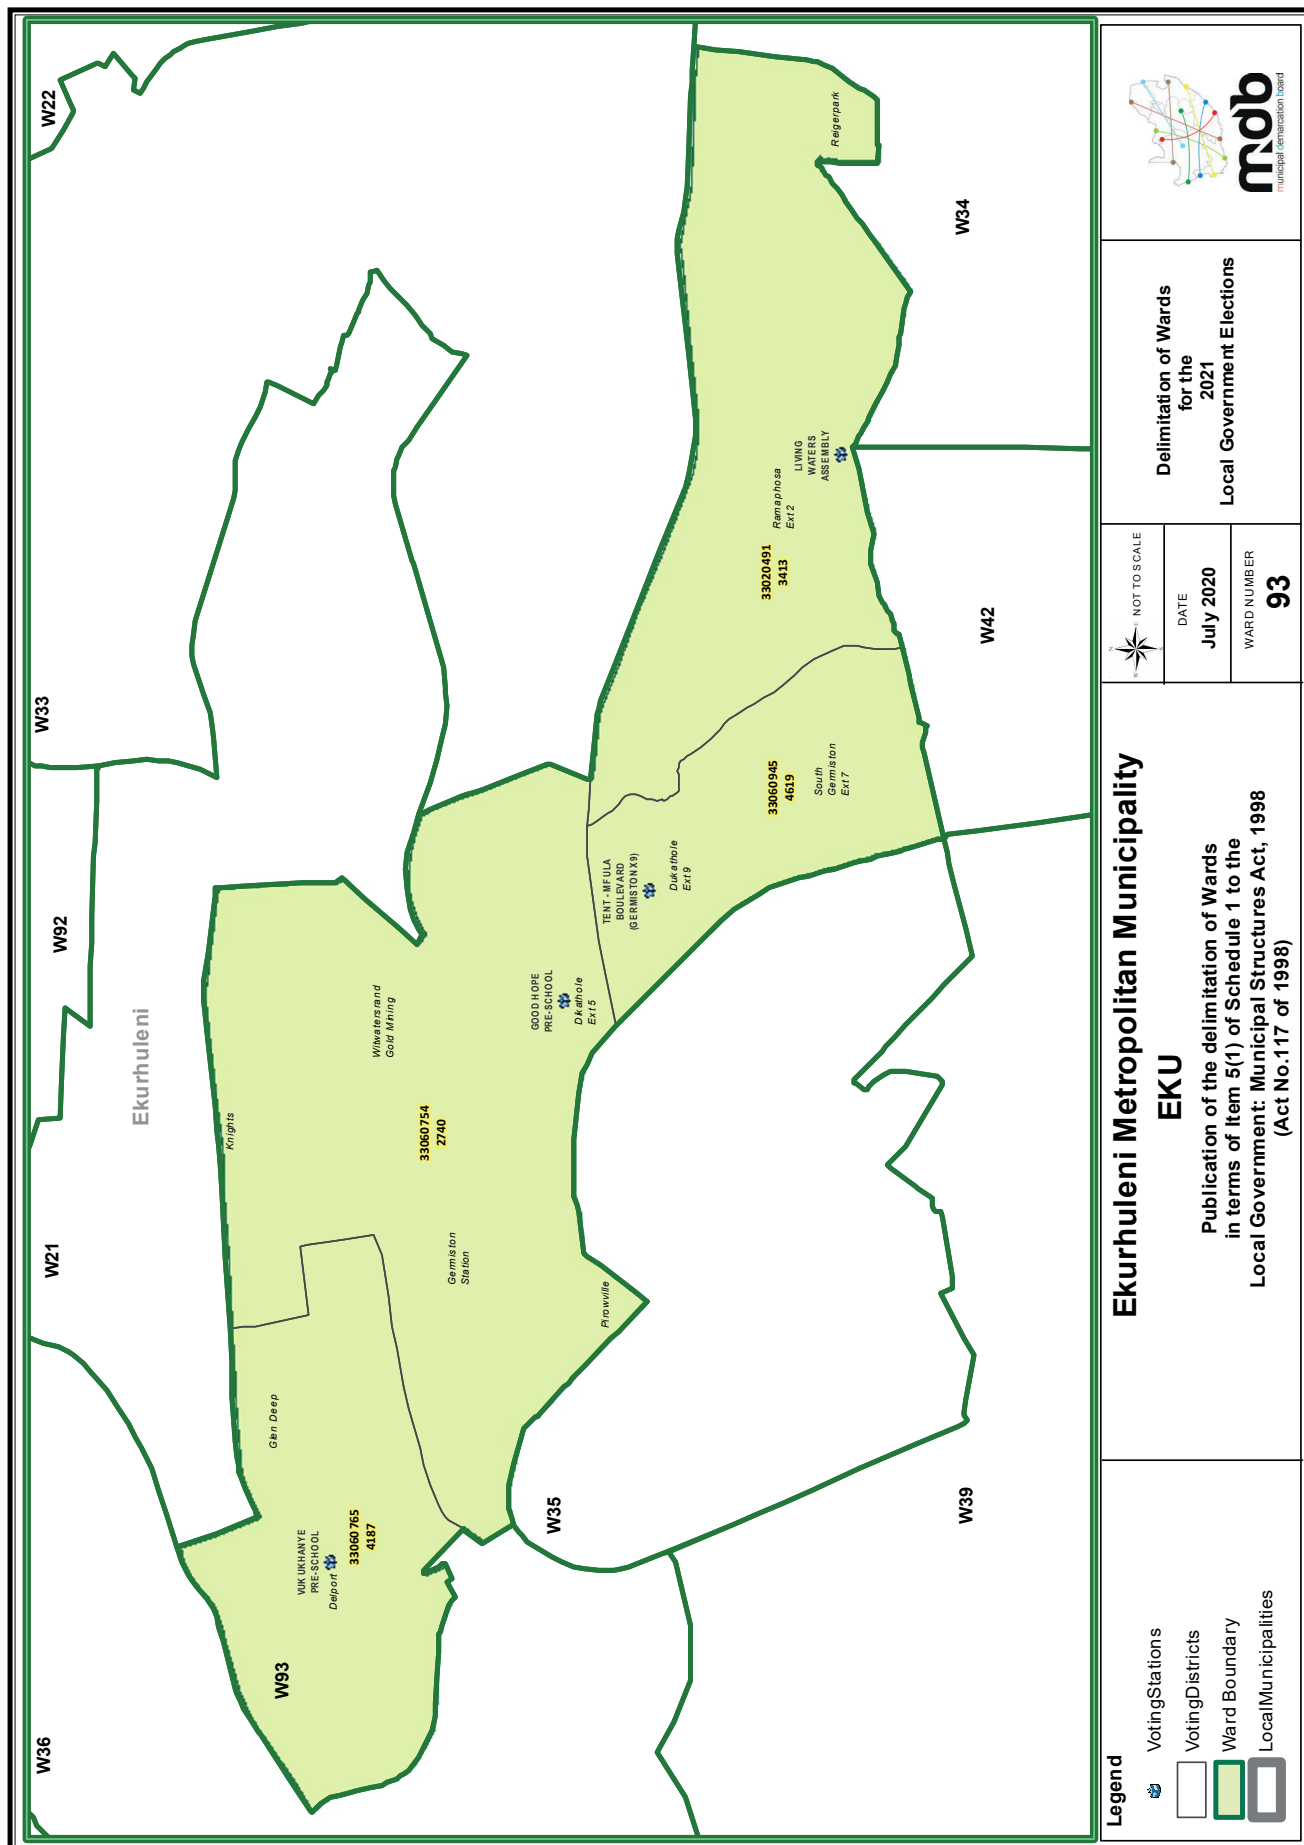 W36
W21
W92
W33
W22
Ekurhuleni
Knights
Glen Deep
W93
VUK UKHANYE
PRE-SCHOOL
Delport
33060765
4187
Witwatersrand
Gold Mining
33060754
2740
Germiston
Station
GOOD HOPE
PRE-SCHOOL
Dikathole
Ext 5
Pirowville
TENT - MFULA
BOULEVARD
(GERMISTON X9)
Dukathole
Ext 9
33060945
4619
South
Germiston
Ext 7
33020491
3413
Ramaphosa
Ext 2
LIVING
WATERS
ASSEMBLY
Reigerpark
W35
W39
W42
W34
Legend
VotingStations
VotingDistricts
Ward Boundary
LocalMunicipalities
Ekurhuleni Metropolitan Municipality
EKU
Publication of the delimitation of Wards
in terms of Item 5(1) of Schedule 1 to the
Local Government: Municipal Structures Act, 1998
(Act No.117 of 1998)
N
W
E
S
NOT TO SCALE
DATE
July 2020
WARD NUMBER
93
Delimitation of Wards
for the
2021
Local Government Elections
mdb
municipal demarcation board